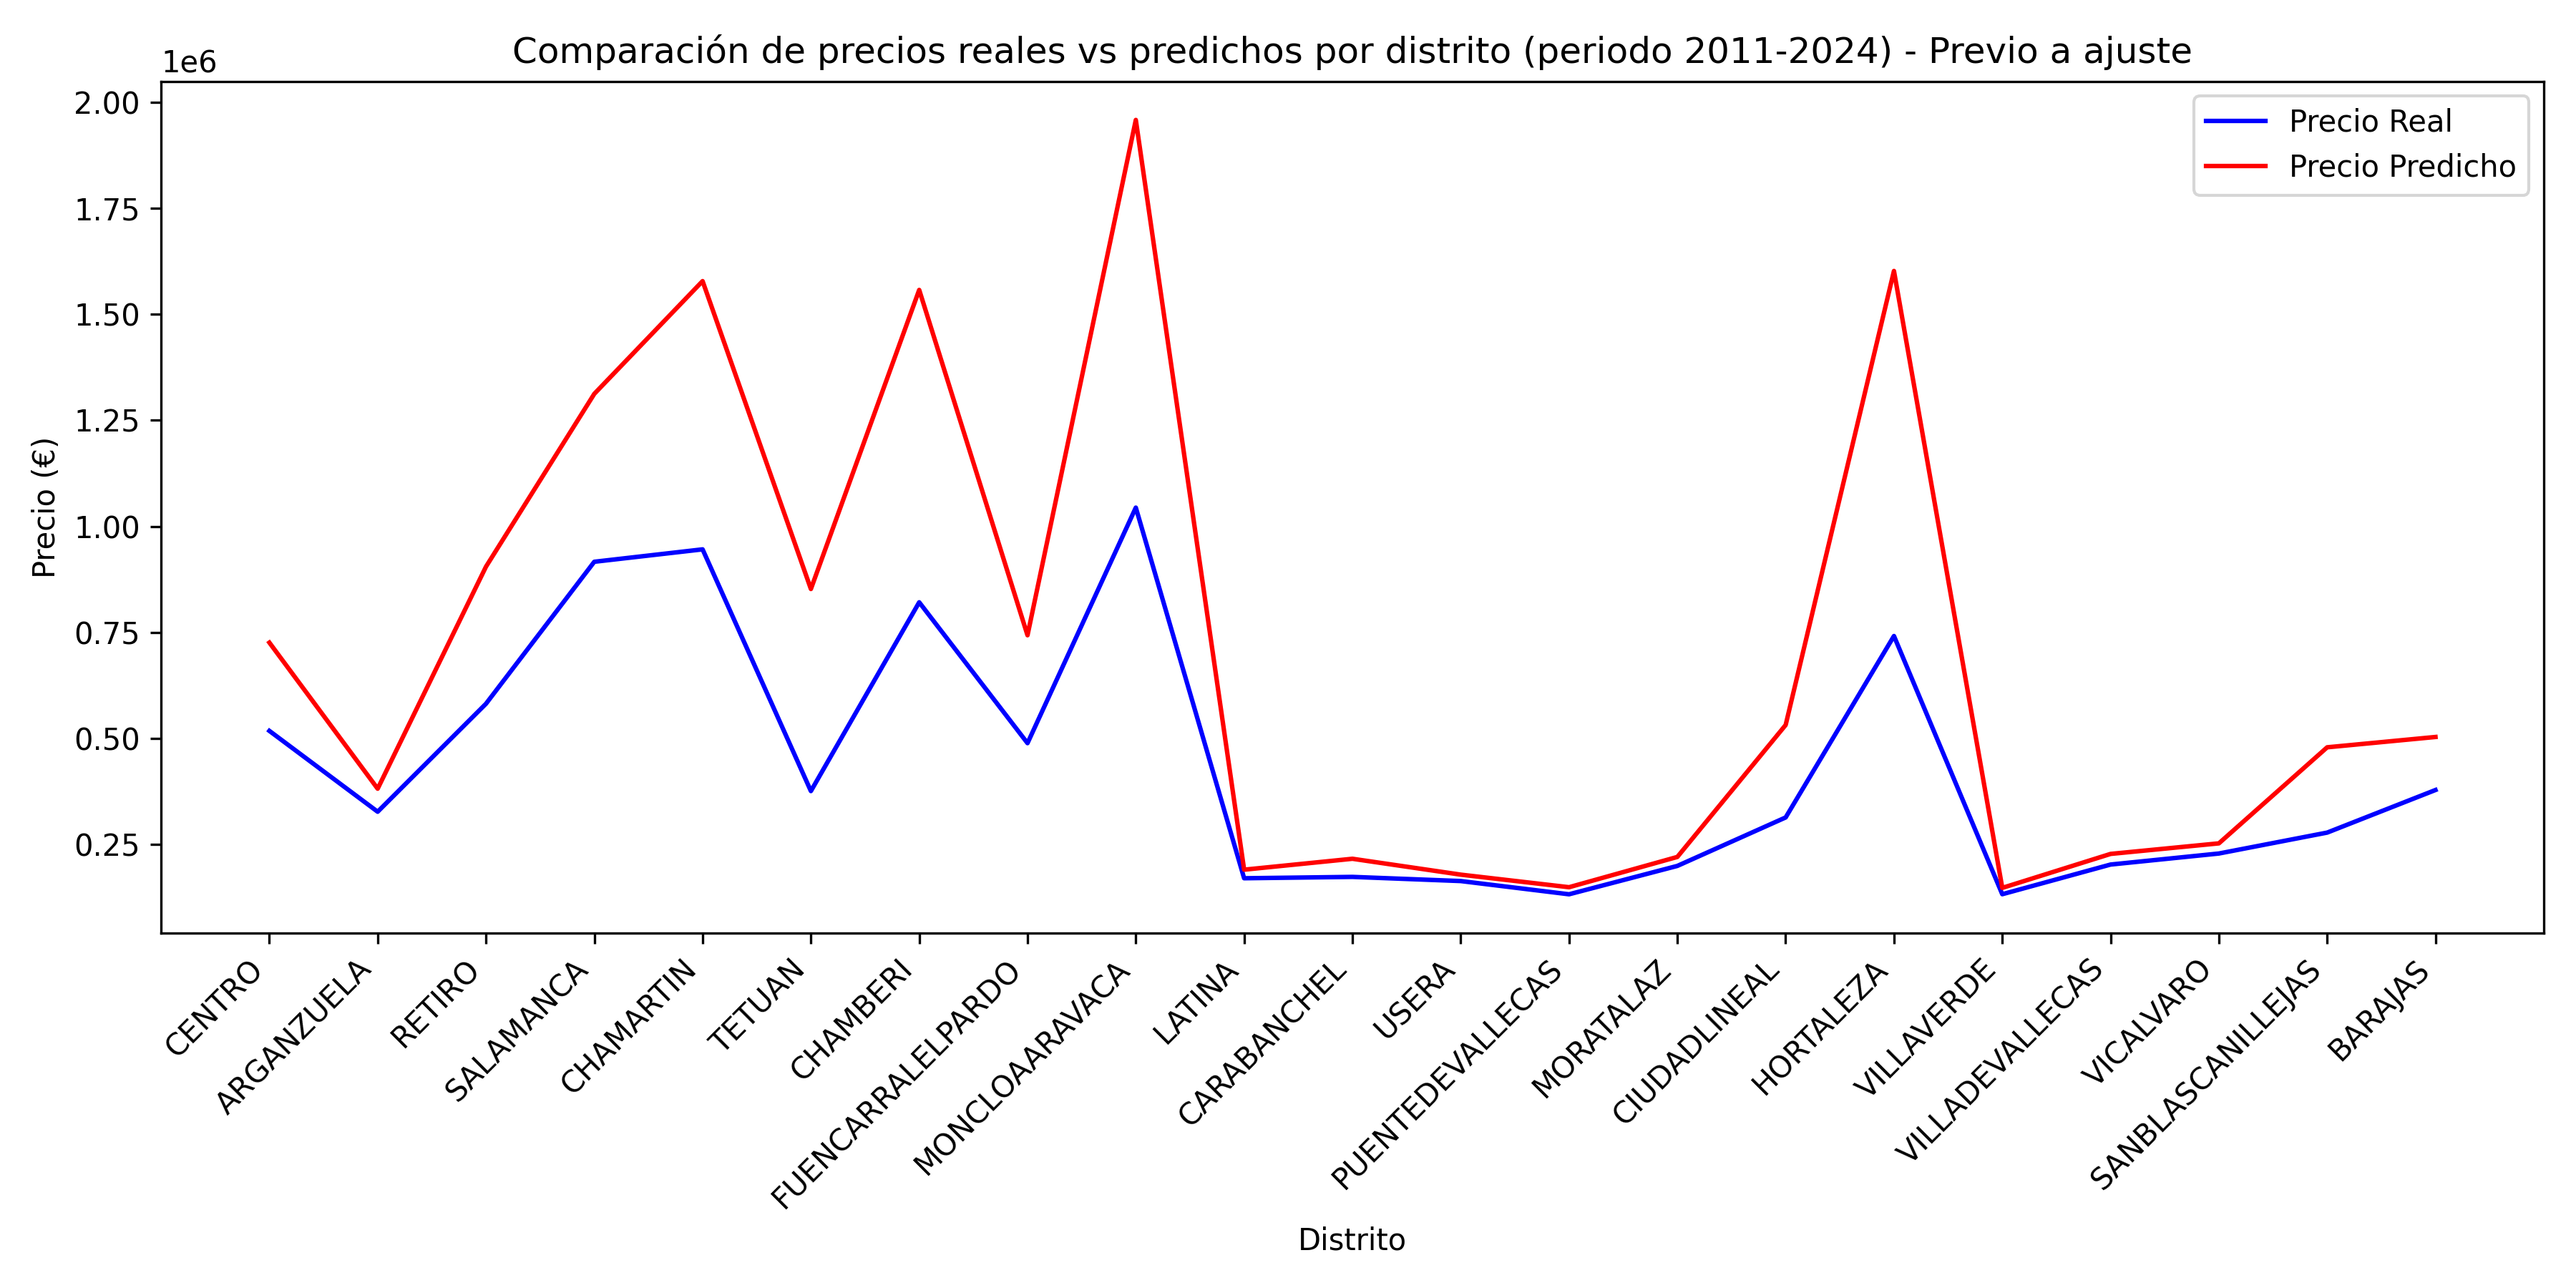 Comparación de precios reales vs predichos por distrito (periodo 2011-2024) - Previo a ajuste
1e6
2.00
1.75
1.50
1.25
1.00
0.75
0.50
0.25
Precio (€)
Precio Real
Precio Predicho
CENTRO
ARGANZUELA
RETIRO
SALAMANCA
CHAMARTIN
TETUAN
CHAMBERI
FUENCARRALELPARDO
MONCLOAARAVACA
LATINA
CARABANCHEL
USERA
PUENTEDEVALLECAS
MORATALAZ
CIUDADLINEAL
HORTALEZA
VILLAVERDE
VILLADEVALLECAS
VICALVARO
SANBLASCANILLEJAS
BARAJAS
Distrito